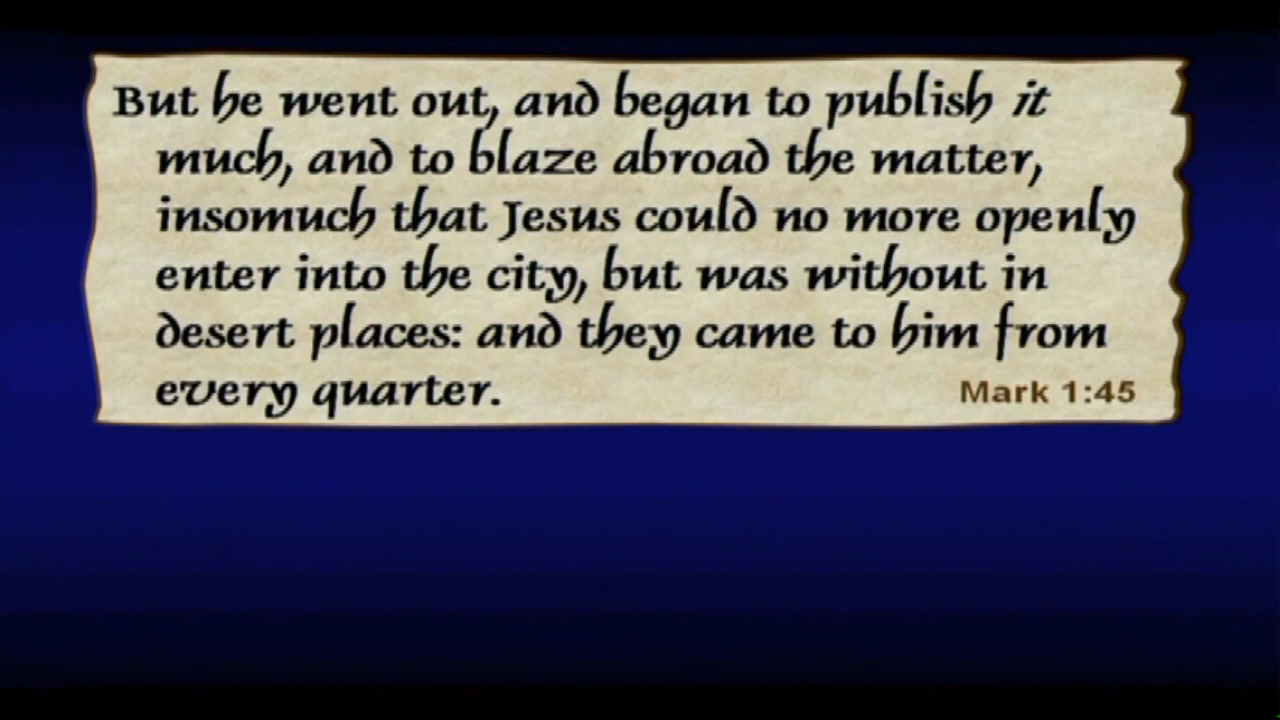 But he went out, and began to publish it
much, and to blaze abroad the matter,
insomuch that Jesus could no more openly
enter into the city, but was without in
desert places: and they came to him from
every quarter.
Mark 1:45